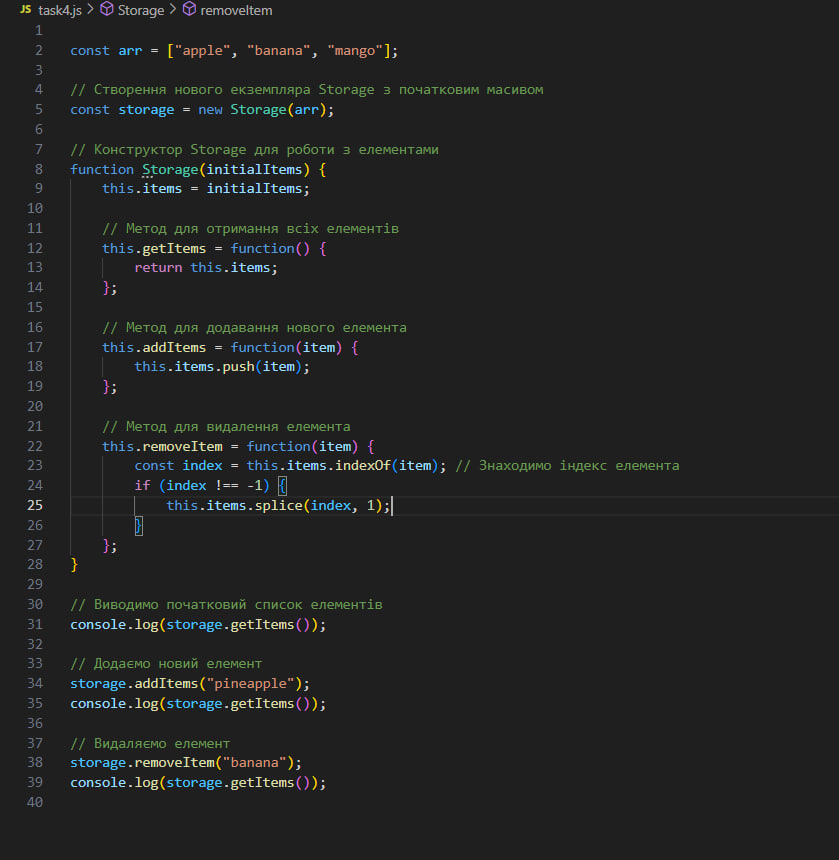 JS task4.js > Storage > removeItem
1
2 const arr = ["apple", "banana", "mango"];
3
4 // Створення нового екземпляра Storage з початковим масивом
5 const storage = new Storage(arr);
6
7 // Конструктор Storage для роботи з елементами
8 function Storage(initialItems) {
9     this.items = initialItems;
10
11     // Метод для отримання всіх елементів
12     this.getItems = function() {
13         return this.items;
14     };
15
16     // Метод для додавання нового елемента
17     this.addItems = function(item) {
18         this.items.push(item);
19     };
20
21     // Метод для видалення елемента
22     this.removeItem = function(item) {
23         const index = this.items.indexOf(item); // Знаходимо індекс елемента
24         if (index !== -1) {
25             this.items.splice(index, 1);
26         }
27     };
28 }
29
30 // Виводимо початковий список елементів
31 console.log(storage.getItems());
32
33 // Додаємо новий елемент
34 storage.addItems("pineapple");
35 console.log(storage.getItems());
36
37 // Видаляємо елемент
38 storage.removeItem("banana");
39 console.log(storage.getItems());
40